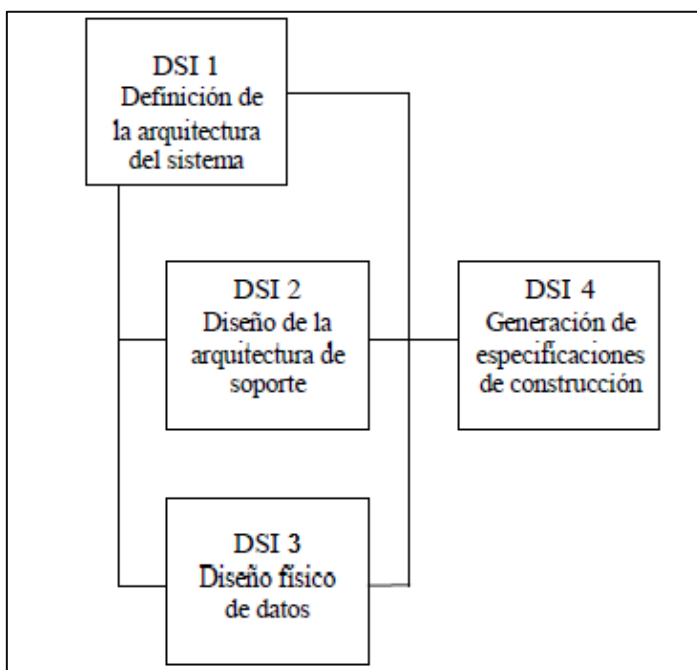 DSI 1
Definición de
la arquitectura
del sistema
DSI 2
Diseño de la
arquitectura de
soporte
DSI 4
Generación de
especificaciones
de construcción
DSI 3
Diseño físico
de datos